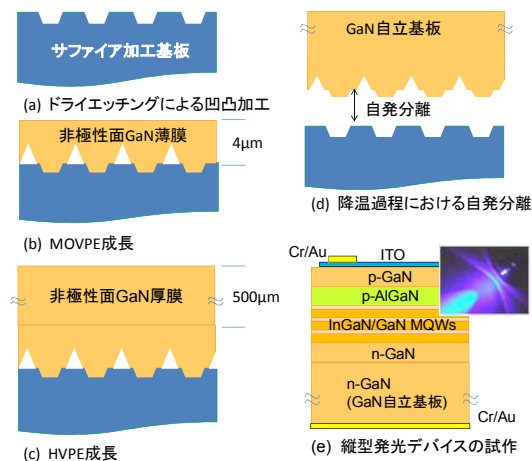 サファイア加工基板
(a) ドライエッチングによる凹凸加工
非極性面GaN薄膜
4μm
(b) MOVPE成長
非極性面GaN厚膜
500μm
(c) HVPE成長
GaN自立基板
自発分離
(d) 降温過程における自発分離
Cr/Au
ITO
p-GaN
p-AlGaN
InGaN/GaN MQWs
n-GaN
n-GaN
(GaN自立基板)
Cr/Au
(e) 縦型発光デバイスの試作